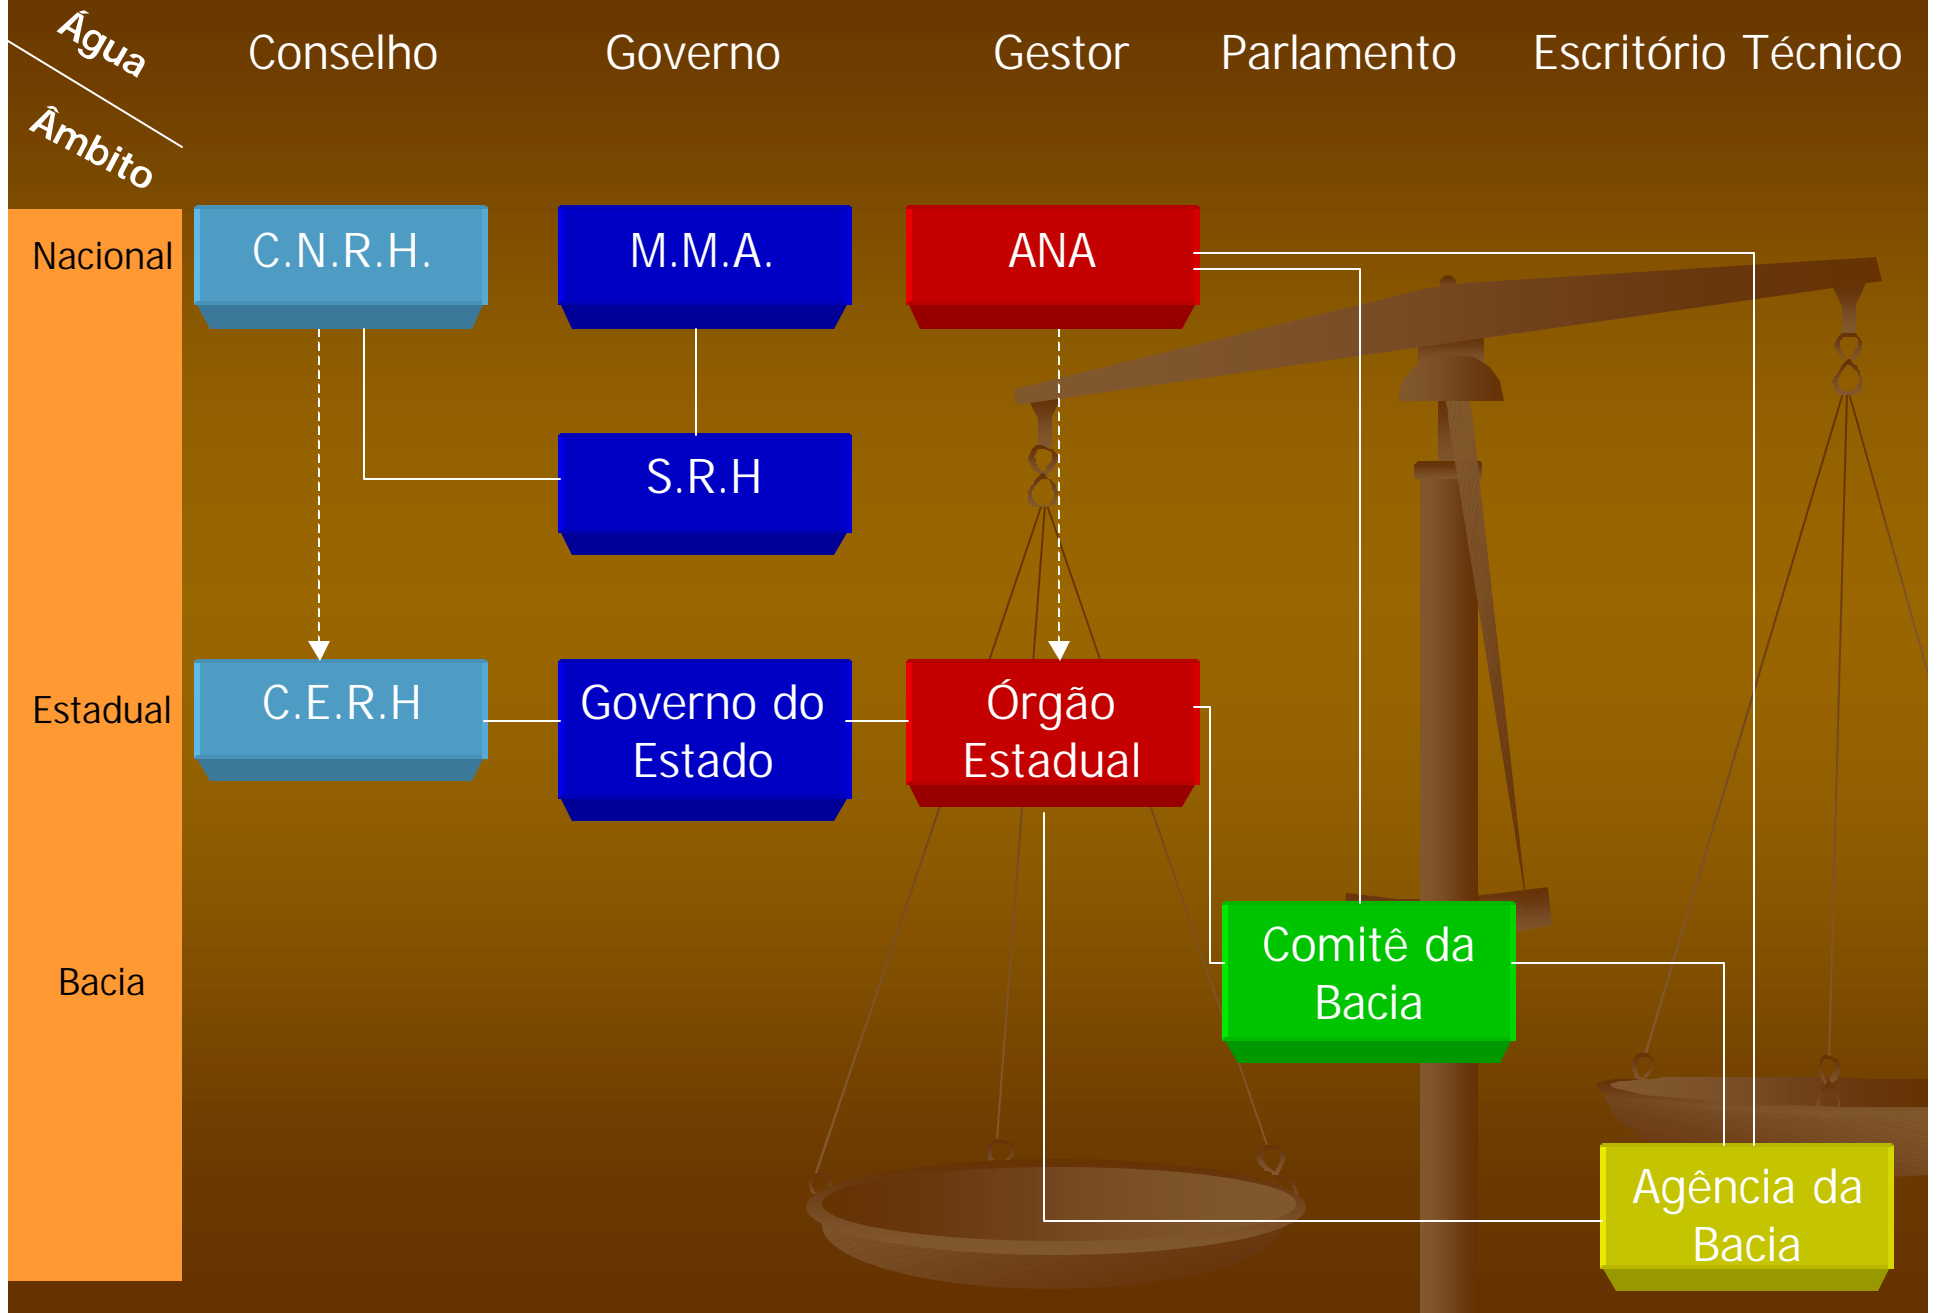 Água
Âmbito
Conselho
Governo
Gestor
Parlamento
Escritório Técnico
Nacional
C.N.R.H.
M.M.A.
ANA
S.R.H
Estadual
C.E.R.H
Governo do
Estado
Órgão
Estadual
Bacia
Comitê da
Bacia
Agência da
Bacia